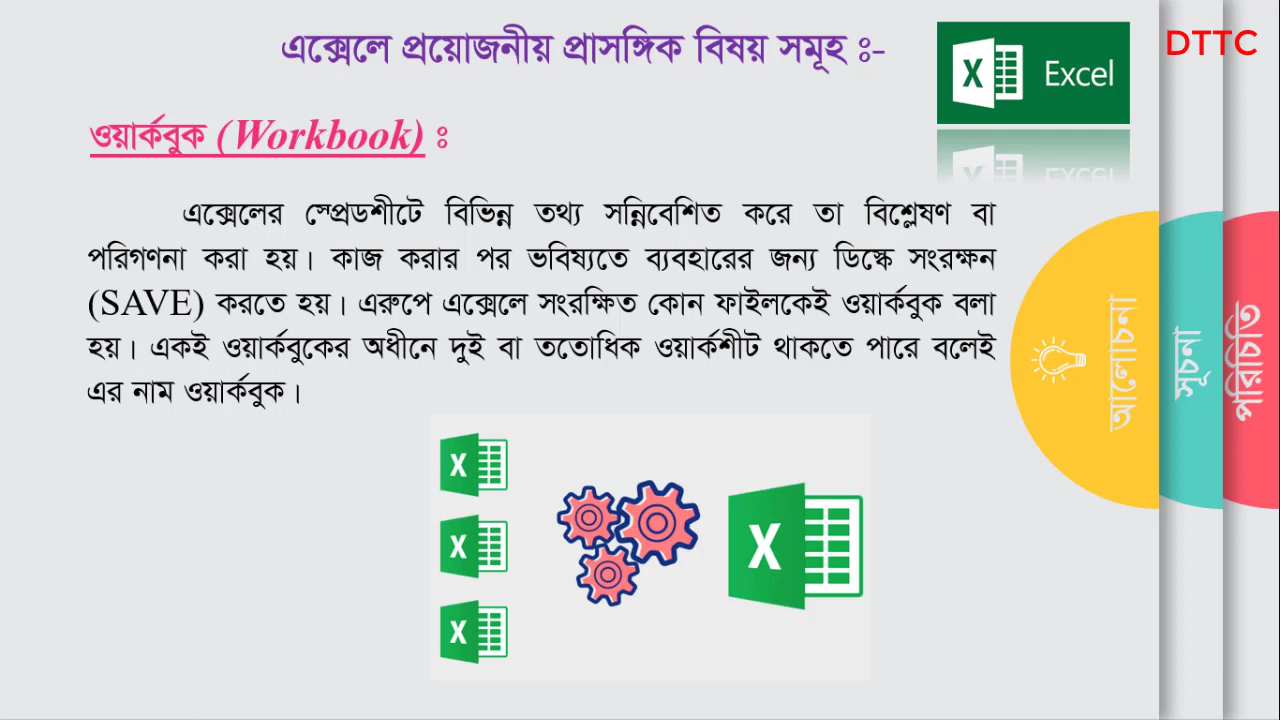 এক্সেলে প্রয়োজনীয় প্রাসঙ্গিক বিষয় সমূহ ঃ-
Excel
DTTC
ওয়ার্কবুক (Workbook) ঃ
এক্সেলের স্প্রেডশীটে বিভিন্ন তথ্য সন্নিবেশিত করে তা বিশ্লেষণ বা
পরিগণনা করা হয়। কাজ করার পর ভবিষ্যতে ব্যবহারের জন্য ডিস্কে সংরক্ষন
(SAVE) করতে হয়। এরুপে এক্সেলে সংরক্ষিত কোন ফাইলকেই ওয়ার্কবুক বলা
হয়। একই ওয়ার্কবুকের অধীনে দুই বা ততোধিক ওয়ার্কশীট থাকতে পারে বলেই
এর নাম ওয়ার্কবুক।
আলোচনা
সূচনা
পরিচিতি
X
X
X
X
X